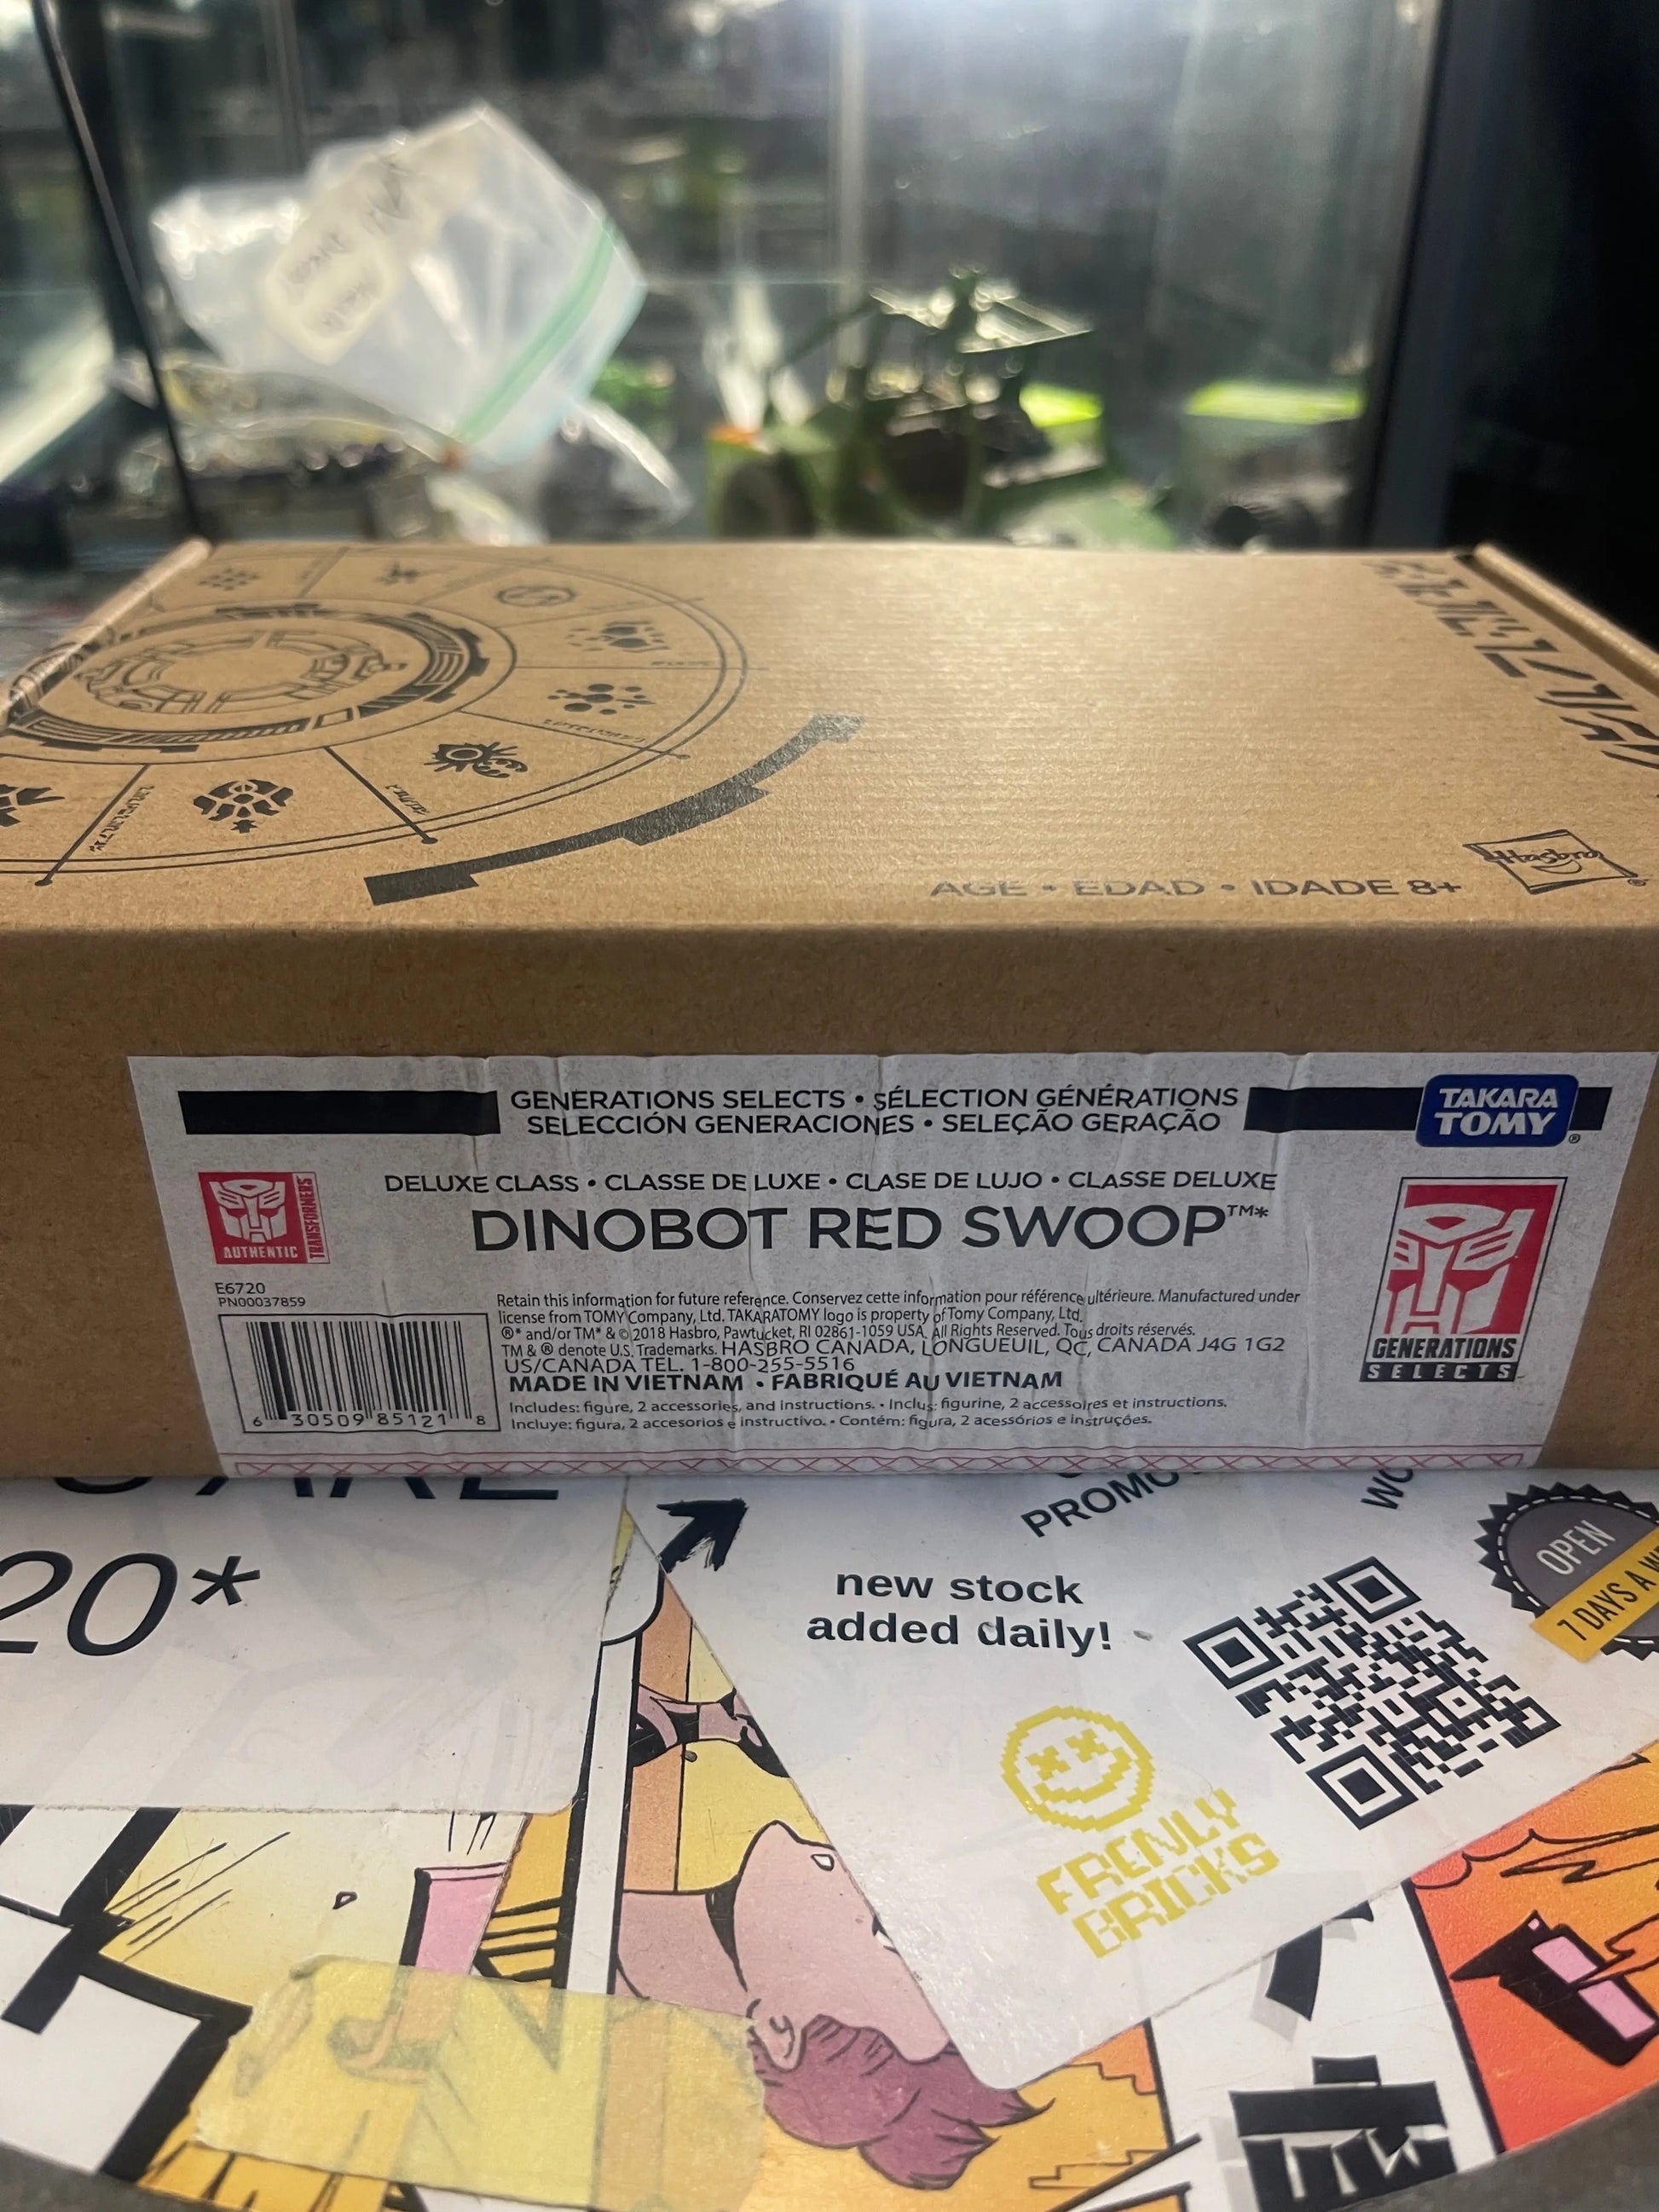 AGE • EDAD • IDADE 8+
Hasbro
GENERATIONS SELECTS • SÉLECTION GÉNÉRATIONS
SELECCIÓN GENERACIONES • SELEÇÃO GERAÇÃO
TAKARA
TOMY®
DELUXE CLASS • CLASSE DE LUXE • CLASE DE LUJO • CLASSE DELUXE
DINOBOT RED SWOOP™*
AUTHENTIC
TRANSFORMERS
E6720
PN00037859
Retain this information for future reference. Conservez cette information pour référence ultérieure. Manufactured under
license from TOMY Company, Ltd. TAKARATOMY logo is property of Tomy Company, Ltd.
®* and/or TM* & © 2018 Hasbro, Pawtucket, RI 02861-1059 USA. All Rights Reserved. Tous droits réservés.
TM & ® denote U.S. Trademarks. HASBRO CANADA, LONGUEUIL, QC, CANADA J4G 1G2
US/CANADA TEL. 1-800-255-5516
MADE IN VIETNAM • FABRIQUÉ AU VIETNAM
Includes: figure, 2 accessories, and instructions. • Inclus: figurine, 2 accessoires et instructions.
Incluye: figura, 2 accesorios e instructivo. • Contém: figura, 2 acessórios e instruções.
6 30509 85121 8
GENERATIONS
SELECTS
20*
new stock
added daily!
OPEN
7 DAYS A
FRENLY
BRICKS